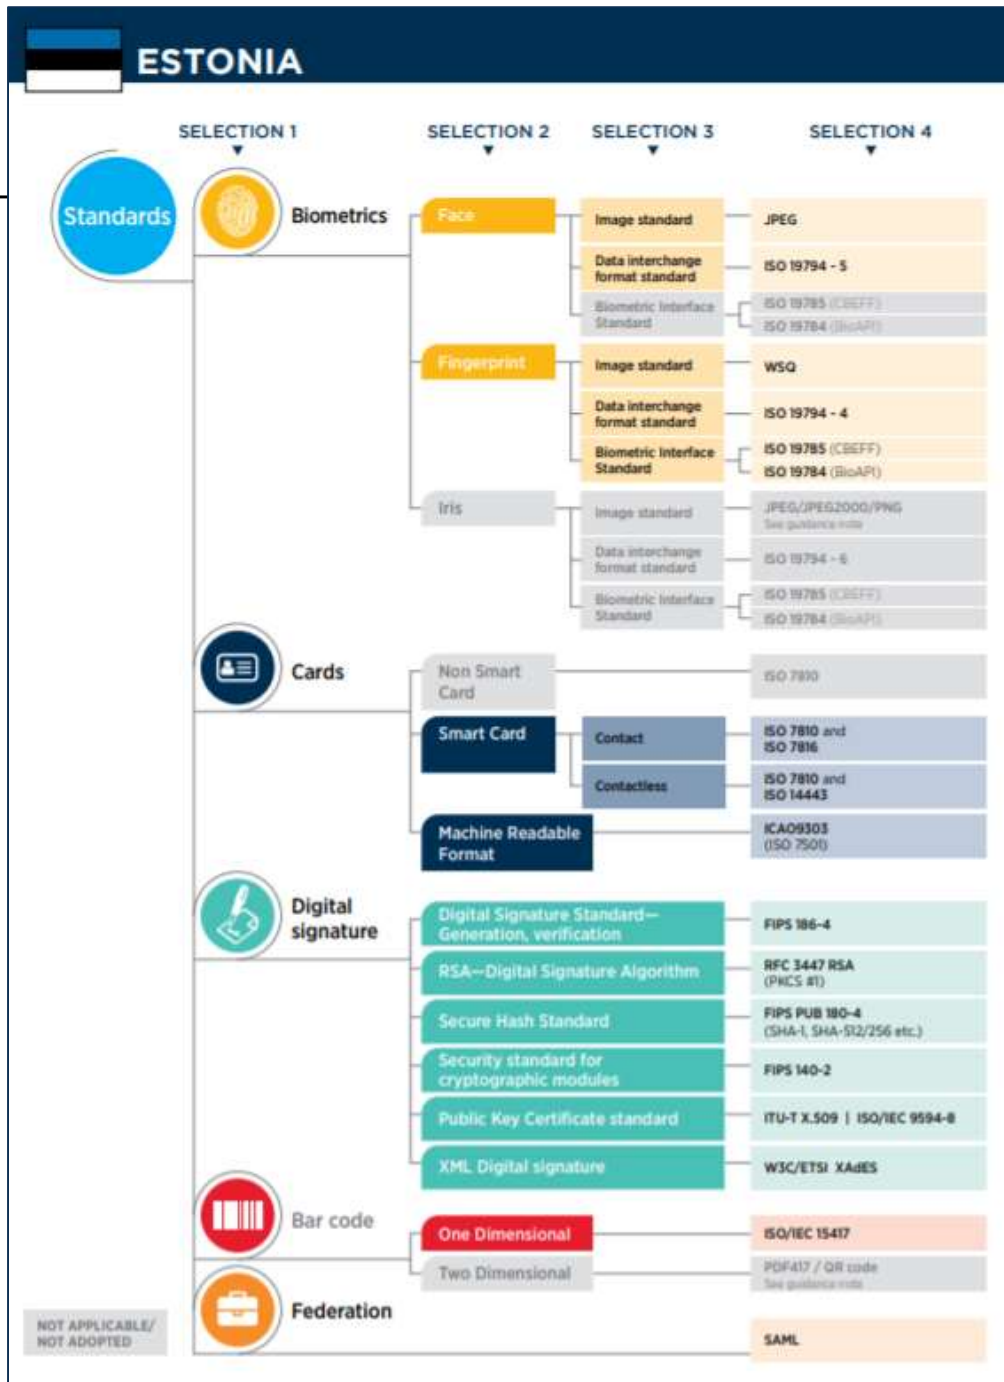 ESTONIA
SELECTION 1
SELECTION 2
SELECTION 3
SELECTION 4
Standards
Biometrics
Face
Image standard
JPEG
Data interchange
format standard
ISO 19794 - 5
Biometric Interface
Standard
ISO 19785 (CBEFF)
ISO 19784 (BioAPI)
Fingerprint
Image standard
WSQ
Data interchange
format standard
ISO 19794 - 4
Biometric Interface
Standard
ISO 19785 (CBEFF)
ISO 19784 (BioAPI)
Iris
Image standard
JPEG/JPEG2000/PNG
See guidance note
Data interchange
format standard
ISO 19794 - 6
Biometric Interface
Standard
ISO 19785 (CBEFF)
ISO 19784 (BioAPI)
Cards
Non Smart
Card
ISO 7810
Smart Card
Contact
ISO 7810 and
ISO 7816
Contactless
ISO 7810 and
ISO 14443
Machine Readable
Format
ICAO9303
(ISO 7501)
Digital
signature
Digital Signature Standard—
Generation, verification
FIPS 186-4
RSA—Digital Signature Algorithm
RFC 3447 RSA
(PKCS #1)
Secure Hash Standard
FIPS PUB 180-4
(SHA-1, SHA-512/256 etc.)
Security standard for
cryptographic modules
FIPS 140-2
Public Key Certificate standard
ITU-T X.509 | ISO/IEC 9594-8
XML Digital signature
W3C/ETSI XAdES
Bar code
One Dimensional
ISO/IEC 15417
Two Dimensional
PDF417 / QR code
See guidance note
Federation
SAML
NOT APPLICABLE/
NOT ADOPTED